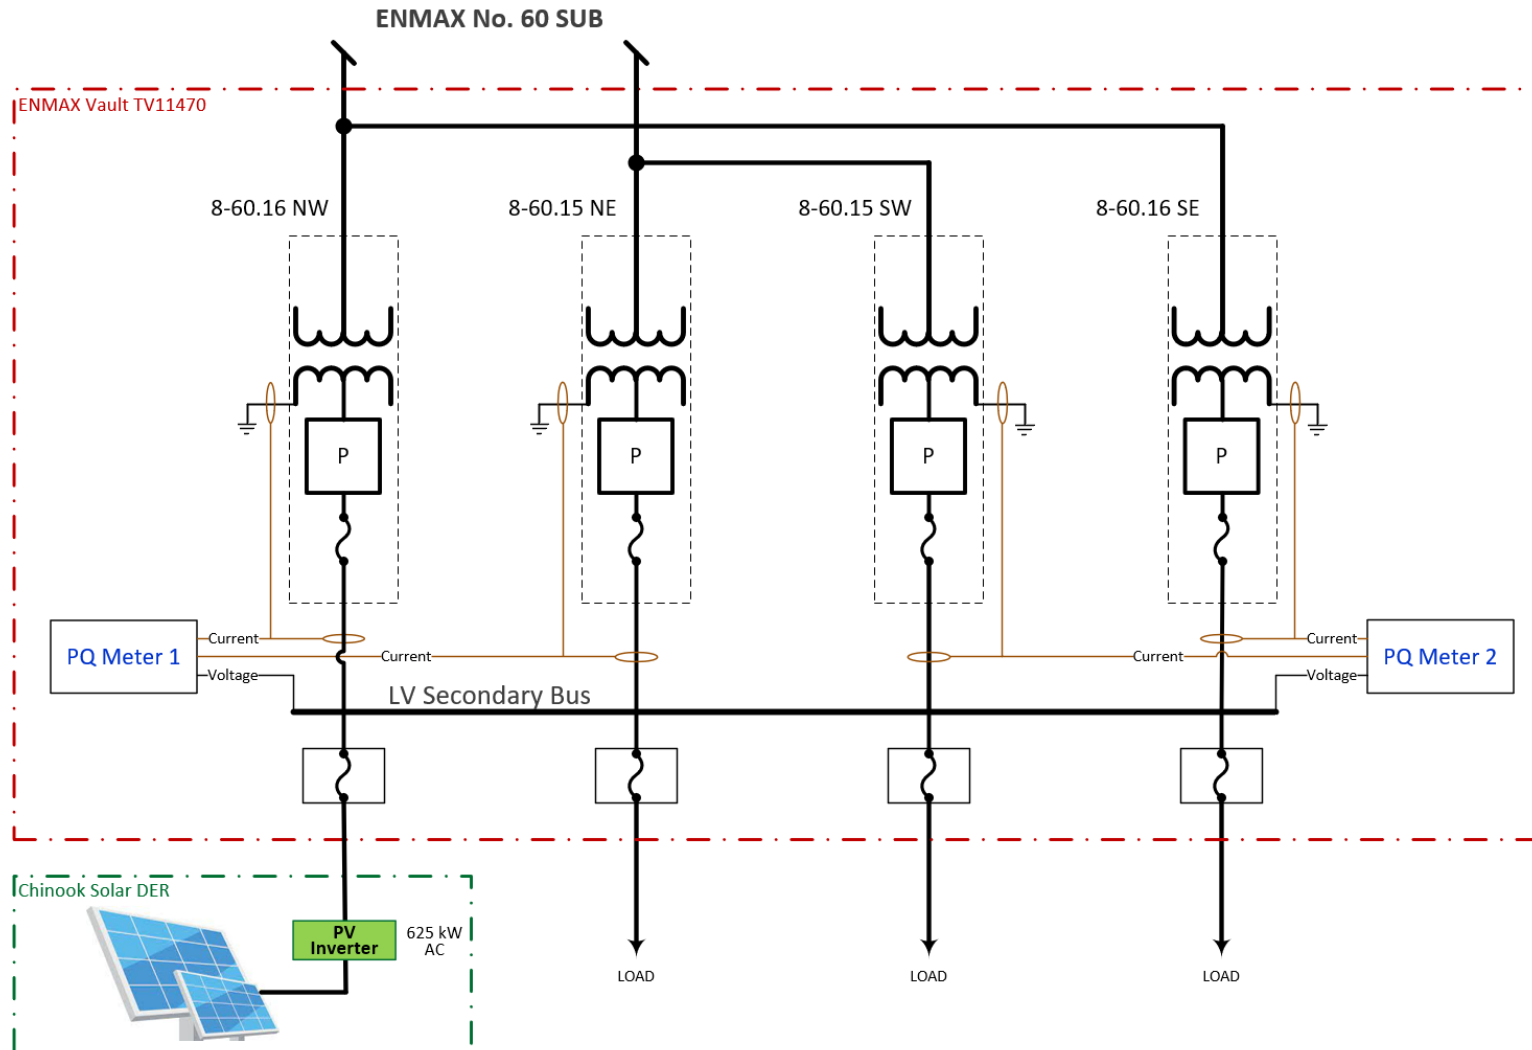 ENMAX No. 60 SUB
ENMAX Vault TV11470
8-60.16 NW
8-60.15 NE
8-60.15 SW
8-60.16 SE
P
P
P
P
PQ Meter 1
Current
Current
Voltage
Current
Current
Voltage
PQ Meter 2
LV Secondary Bus
Chinook Solar DER
PV
Inverter
625 kW
AC
LOAD
LOAD
LOAD